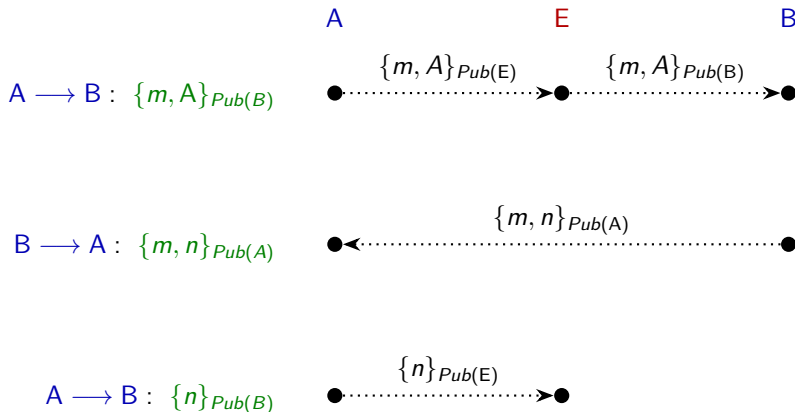 A E B
A ⟶ B : {m, A}Pub(B) {m, A}Pub(E) {m, A}Pub(B)
B ⟶ A : {m, n}Pub(A) {m, n}Pub(A)
A ⟶ B : {n}Pub(B) {n}Pub(E)